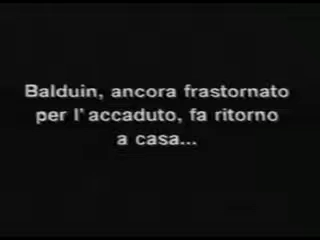 Balduin, ancora frastornato
per l'accaduto, fa ritorno
a casa...